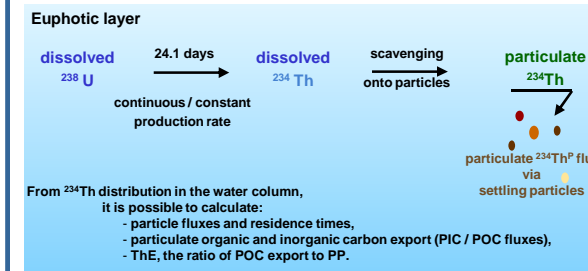 Euphotic layer
dissolved 24.1 days dissolved scavenging particulate
²³⁸ U ²³⁴ Th onto particles ²³⁴Th
continuous / constant
production rate
particulate ²³⁴Thᴾ flu
via
settling particles
From ²³⁴Th distribution in the water column,
it is possible to calculate:
- particle fluxes and residence times,
- particulate organic and inorganic carbon export (PIC / POC fluxes),
- ThE, the ratio of POC export to PP.